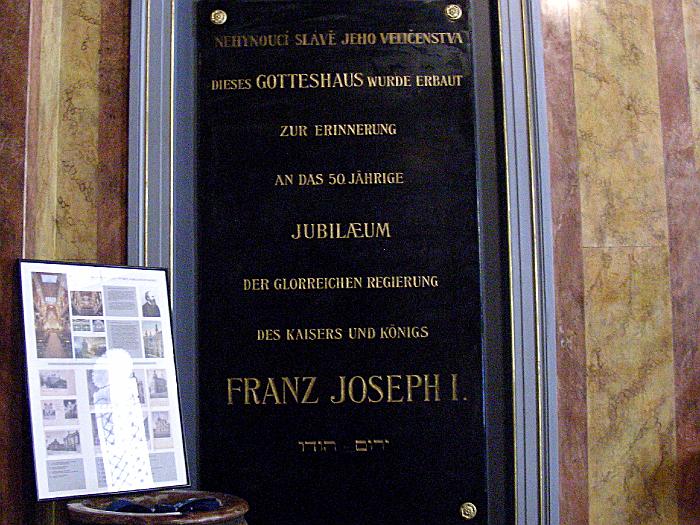 NEHYNOUCÍ SLÁVĚ JEHO VELIČENSTVA
DIESES GOTTESHAUS WURDE ERBAUT
ZUR ERINNERUNG
AN DAS 50.JÄHRIGE
JUBILÆUM
DER GLORREICHEN REGIERUNG
DES KAISERS UND KÖNIGS
FRANZ JOSEPH I.
ירום הודו